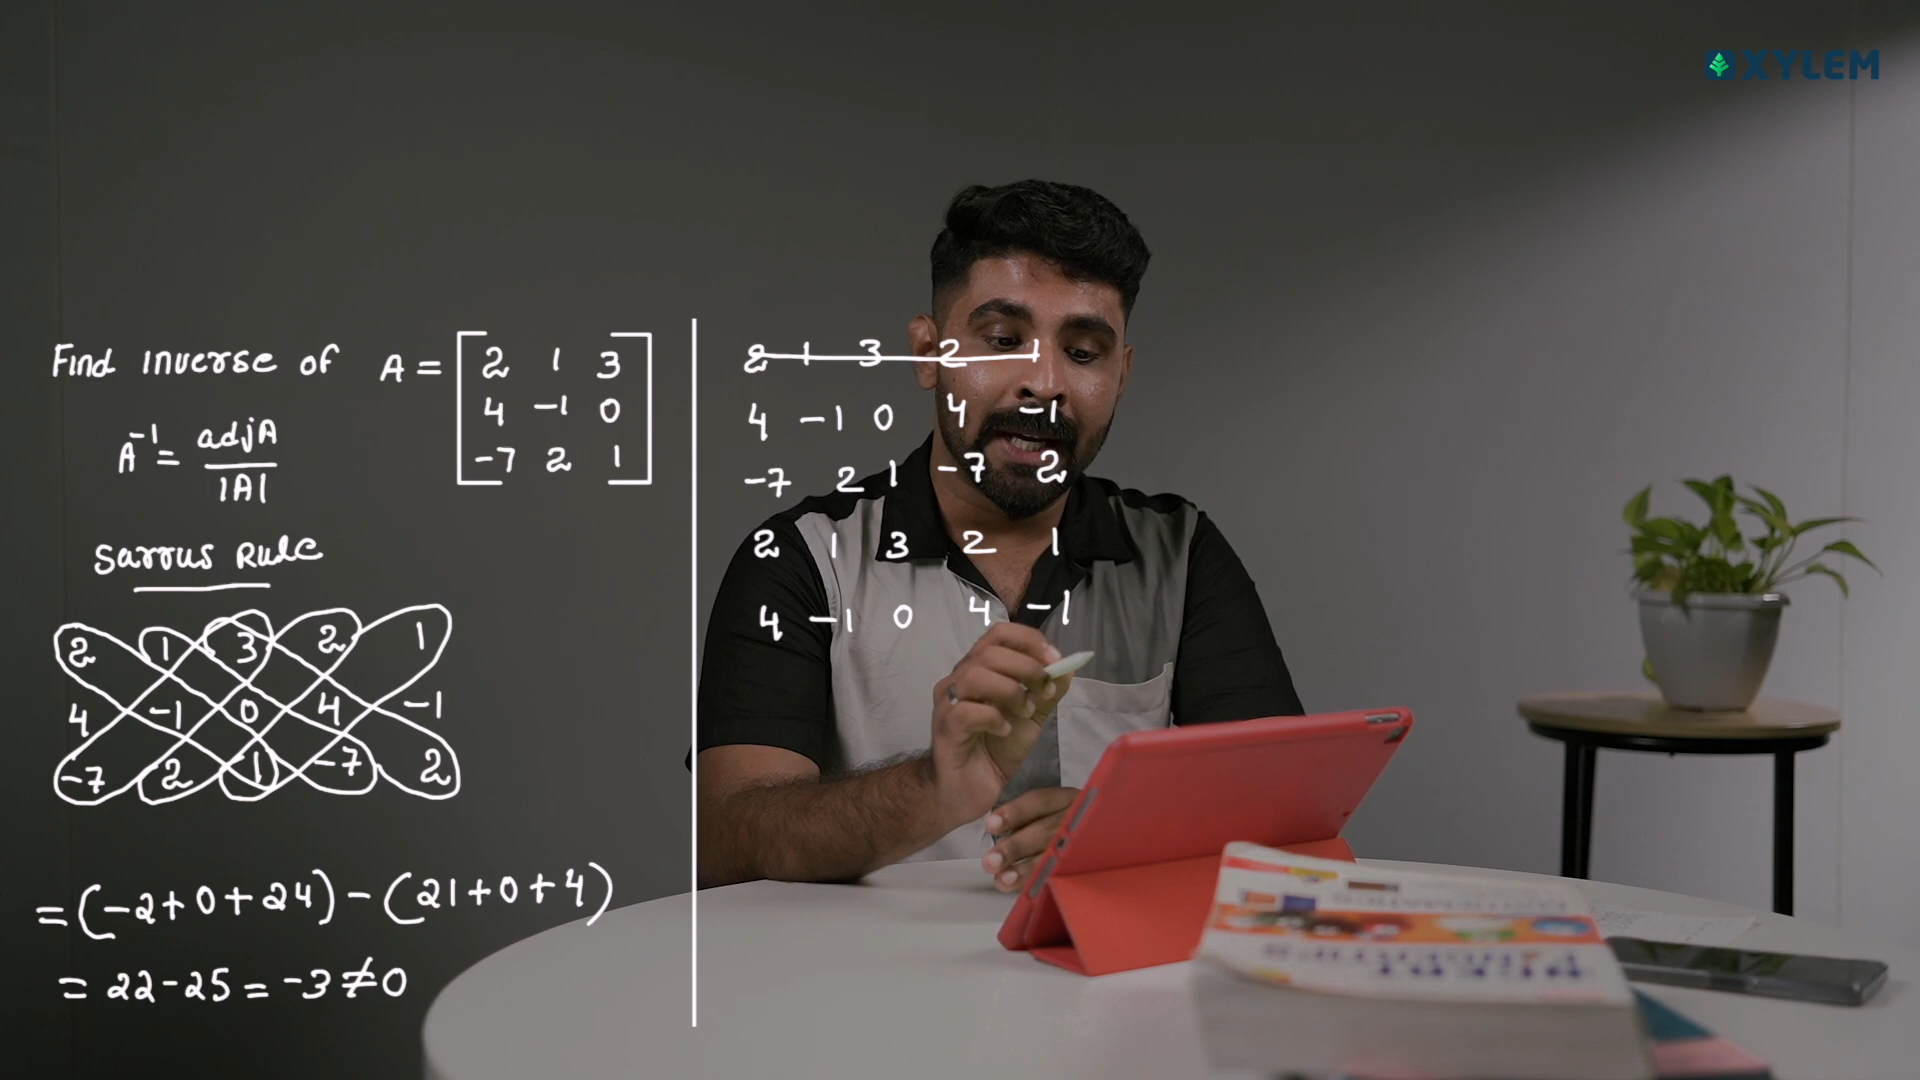 XYLEM
Find inverse of A = [2 1 3
4 -1 0
-7 2 1]
A⁻¹ = adjA / |A|
Sarrus Rule
2 1 3 2 1
4 -1 0 4 -1
-7 2 1 -7 2
= (-2+0+24) - (21+0+4)
= 22-25 = -3 ≠ 0
2 1 3 2 1
4 -1 0 4 -1
-7 2 1 -7 2
2 1 3 2 1
4 -1 0 4 -1